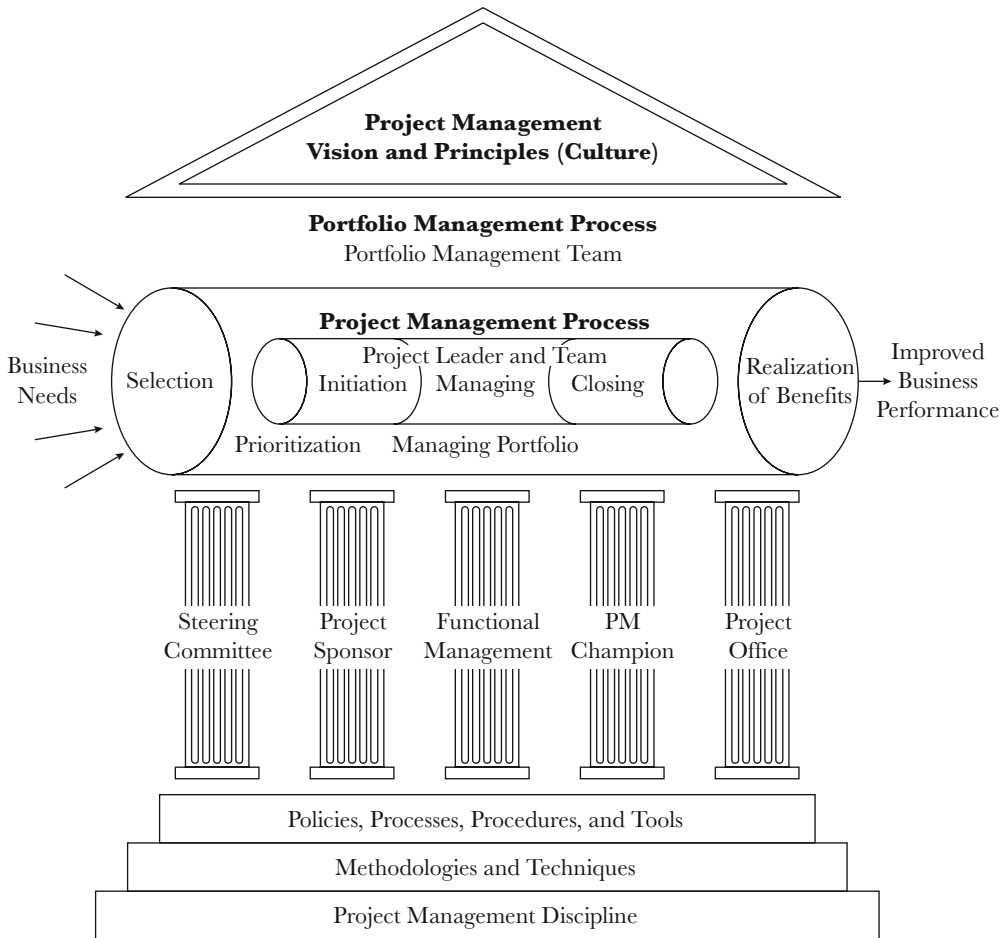 Project Management
Vision and Principles (Culture)
Portfolio Management Process
Portfolio Management Team
Project Management Process
Project Leader and Team
Initiation
Managing
Closing
Business
Needs
Selection
Realization
of Benefits
Improved
Business
Performance
Prioritization
Managing Portfolio
Steering
Committee
Project
Sponsor
Functional
Management
PM
Champion
Project
Office
Policies, Processes, Procedures, and Tools
Methodologies and Techniques
Project Management Discipline